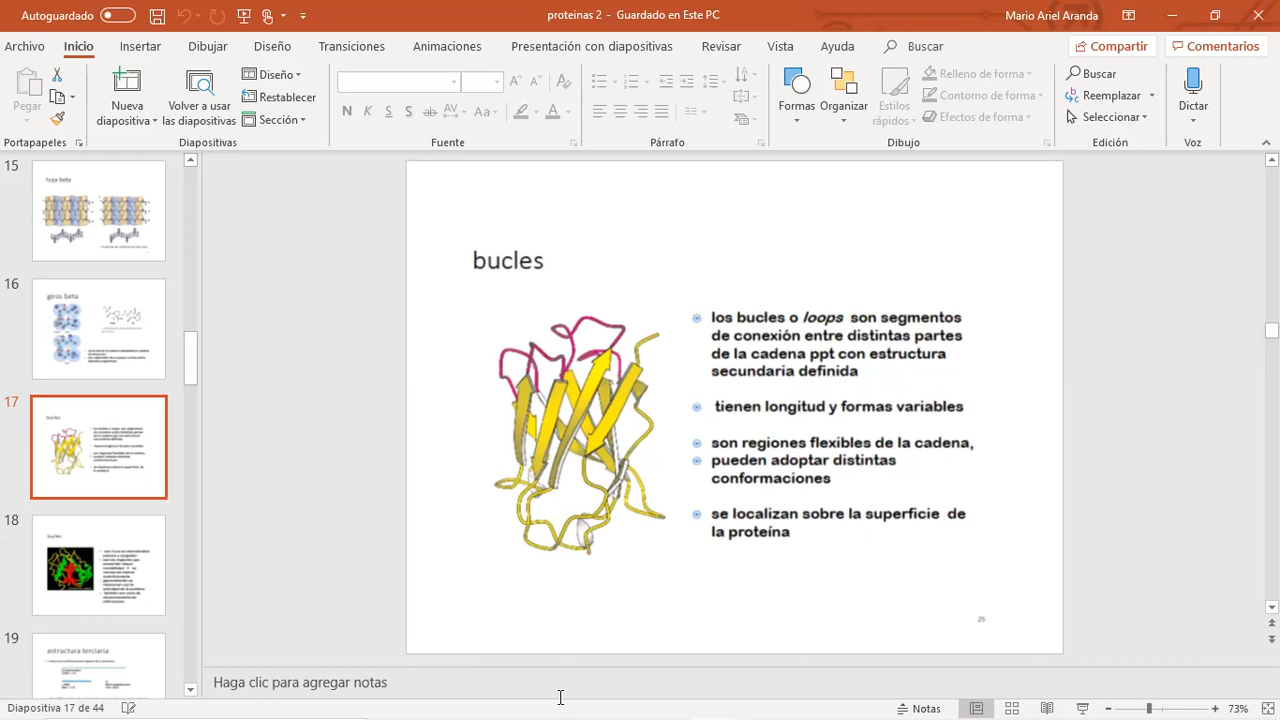 Autoguardado
proteinas 2 - Guardado en Este PC
Mario Ariel Aranda
Archivo Inicio Insertar Dibujar Diseño Transiciones Animaciones Presentación con diapositivas Revisar Vista Ayuda Buscar Compartir Comentarios
Pegar
Portapapeles
Nueva
diapositiva
Volver a usar
las diapositivas
Diseño
Restablecer
Sección
Diapositivas
N K S S ab AV Aa A
Fuente
Párrafo
Formas
Organizar
Estilos
rápidos
Relleno de forma
Contorno de forma
Efectos de forma
Dibujo
Buscar
Reemplazar
Seleccionar
Edición
Dictar
Voz
15
hoja beta
16
giros beta
17
bucles
18
bucles
19
estructura terciaria
bucles
los bucles o loops son segmentos
de conexión entre distintas partes
de la cadena ppt con estructura
secundaria definida
tienen longitud y formas variables
son regiones flexibles de la cadena,
pueden adoptar distintas
conformaciones
se localizan sobre la superficie de
la proteína
25
Haga clic para agregar notas
Diapositiva 17 de 44
Notas
73%